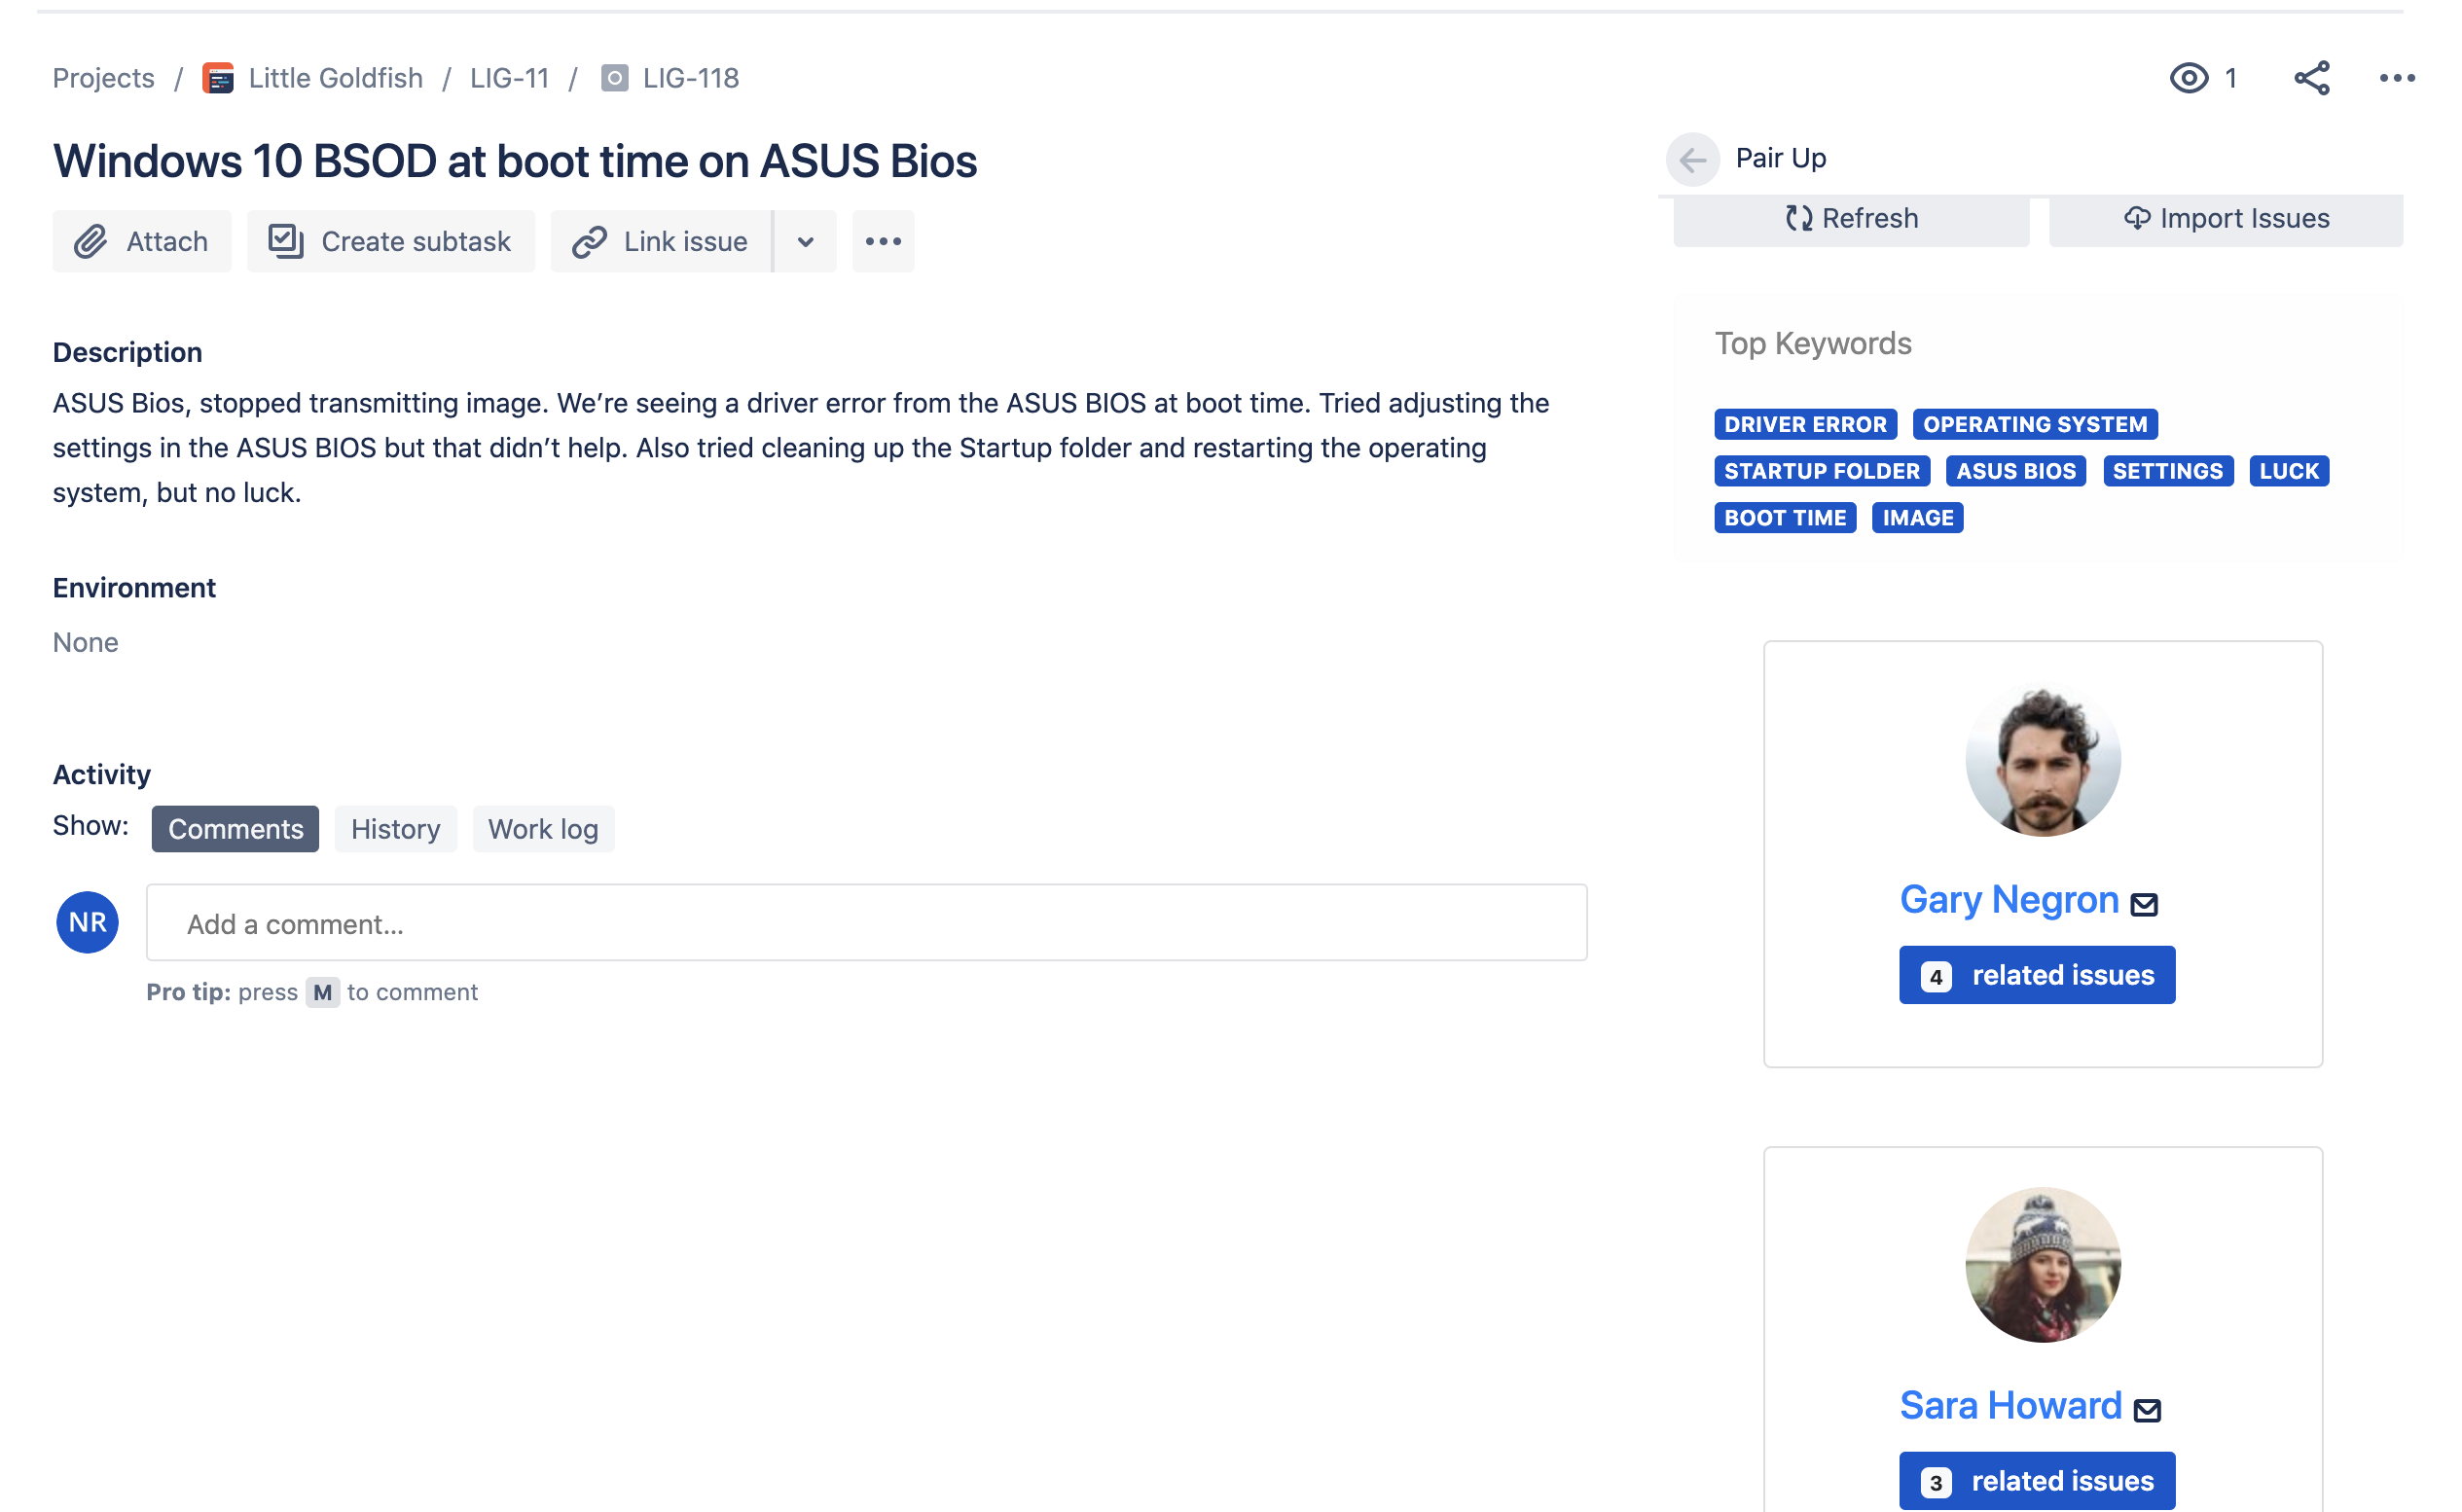 Projects / Little Goldfish / LIG-11 / LIG-118
1
Windows 10 BSOD at boot time on ASUS Bios
Attach
Create subtask
Link issue
Description
ASUS Bios, stopped transmitting image. We’re seeing a driver error from the ASUS BIOS at boot time. Tried adjusting the
settings in the ASUS BIOS but that didn’t help. Also tried cleaning up the Startup folder and restarting the operating
system, but no luck.
Environment
None
Activity
Show: Comments History Work log
NR
Add a comment...
Pro tip: press M to comment
Pair Up
Refresh
Import Issues
Top Keywords
DRIVER ERROR OPERATING SYSTEM
STARTUP FOLDER ASUS BIOS SETTINGS LUCK
BOOT TIME IMAGE
Gary Negron
4 related issues
Sara Howard
3 related issues